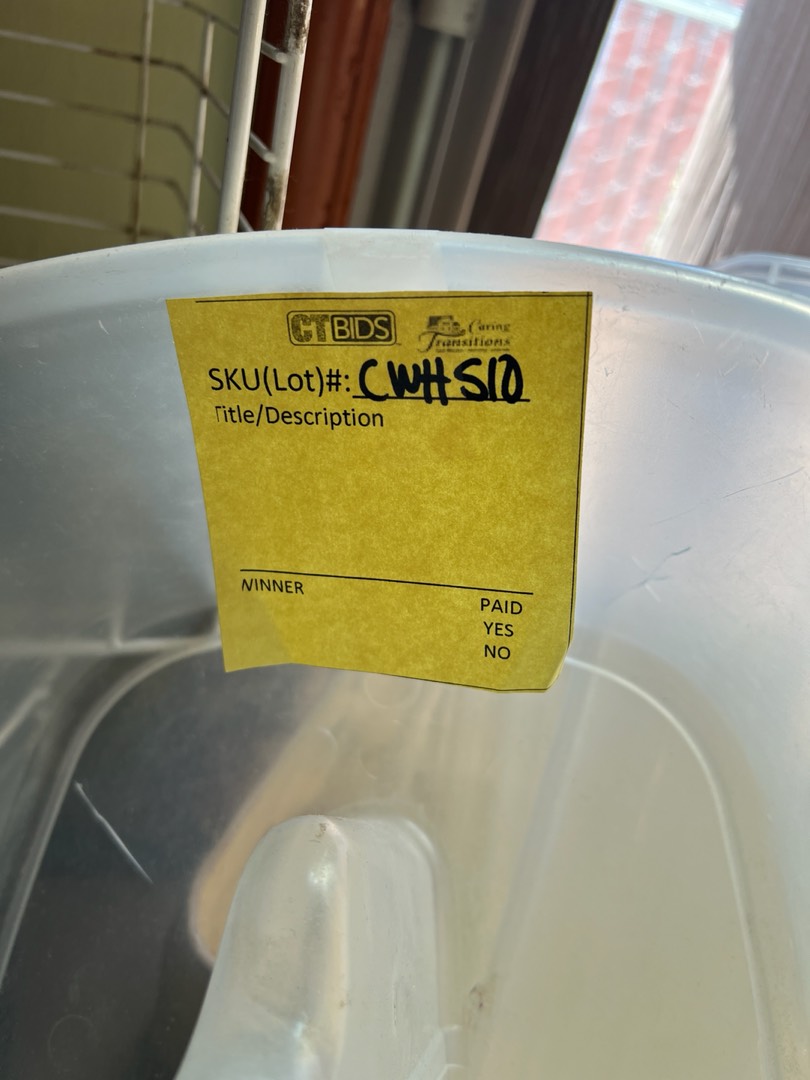 CTBIDS Caring Transitions
SKU(Lot)#: CWHS10
Title/Description
WINNER
PAID
YES
NO